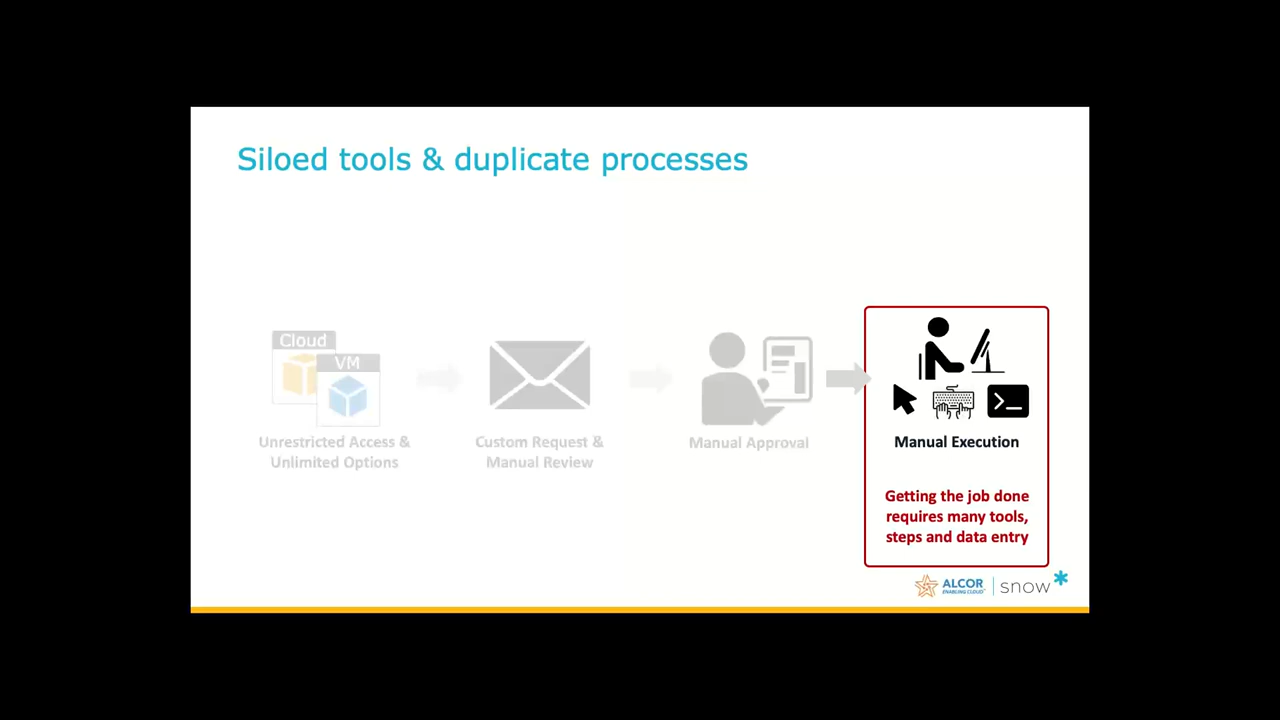 Siloed tools & duplicate processes
Cloud
VM
Unrestricted Access &
Unlimited Options
Custom Request &
Manual Review
Manual Approval
>_
Manual Execution
Getting the job done
requires many tools,
steps and data entry
ALCOR
ENABLING CLOUD
snow